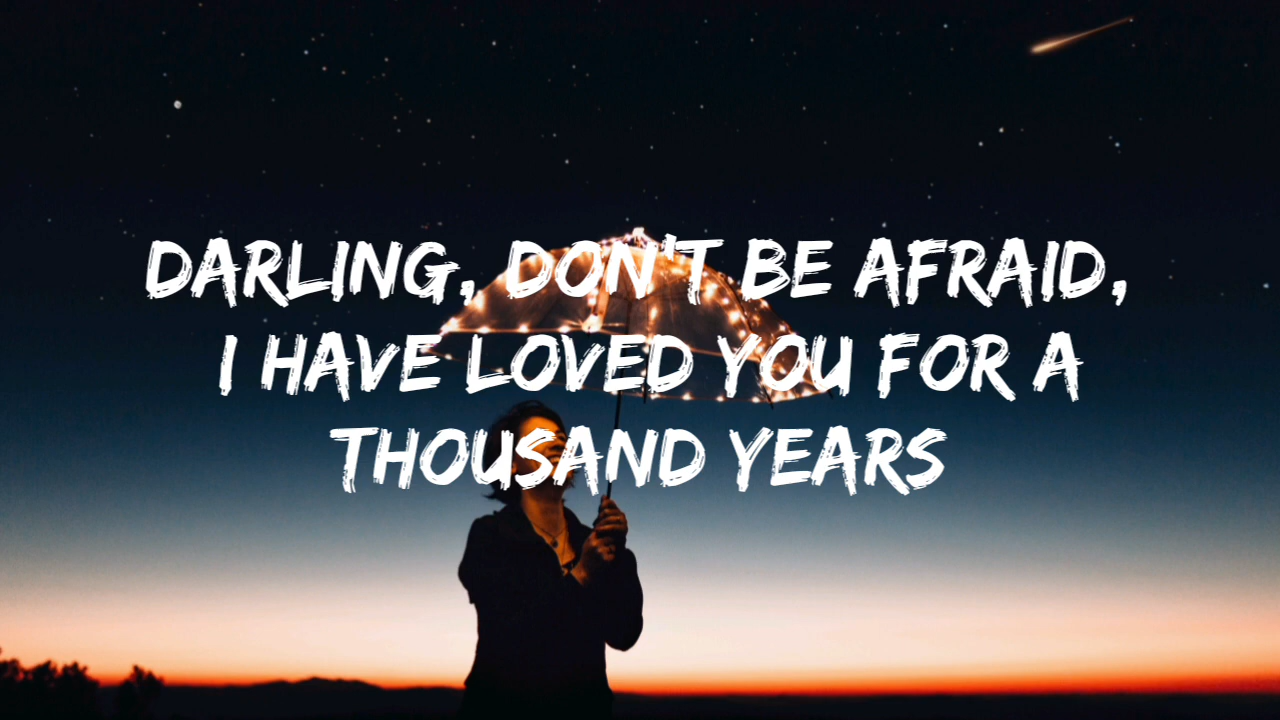 DARLING, DON'T BE AFRAID,
I HAVE LOVED YOU FOR A
THOUSAND YEARS